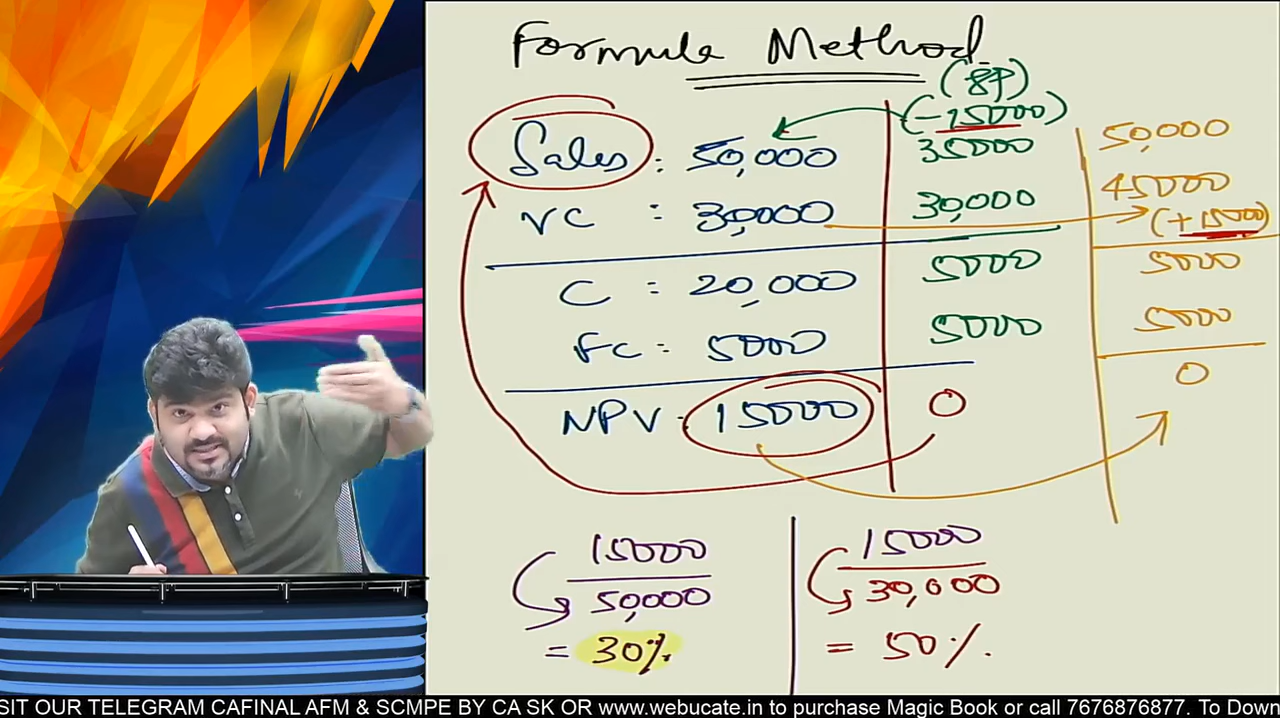 Formule Method
(SP)
(-15000)
Sales : 50,000 35000 50,000
VC : 30,000 30,000 45000
(+15000)
C : 20,000 5000 5000
FC : 5000 5000 5000
NPV - 15000 0 0
15000 15000
50,000 30,000
= 30% = 50%.
SIT OUR TELEGRAM CAFINAL AFM & SCMPE BY CA SK OR www.webucate.in to purchase Magic Book or call 7676876877. To Down